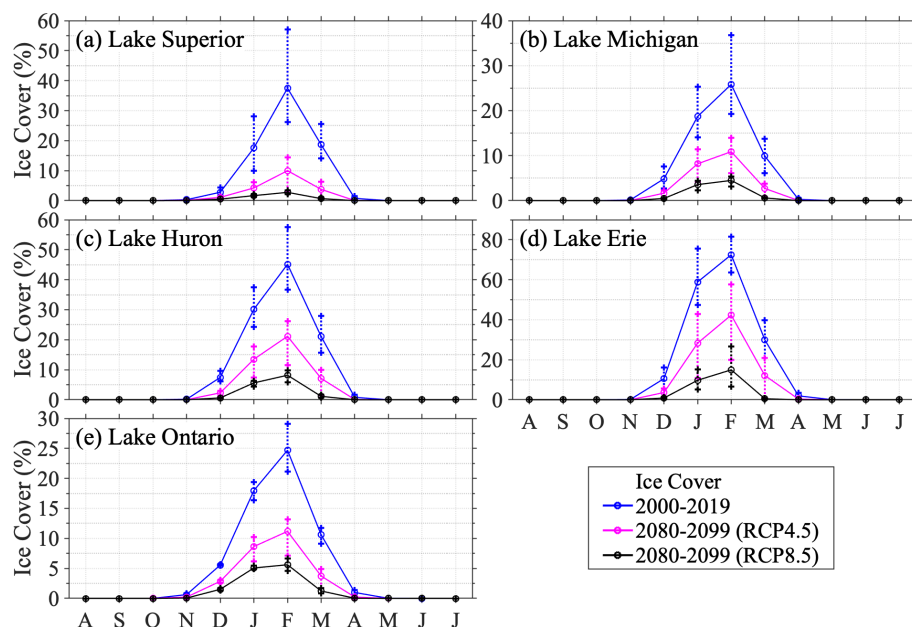 (a) Lake Superior
Ice Cover (%)
60
50
40
30
20
10
0
(b) Lake Michigan
40
30
20
10
0
(c) Lake Huron
Ice Cover (%)
60
50
40
30
20
10
0
(d) Lake Erie
80
60
40
20
0
A S O N D J F M A M J J
(e) Lake Ontario
Ice Cover (%)
30
25
20
15
10
5
0
A S O N D J F M A M J J
Ice Cover
2000-2019
2080-2099 (RCP4.5)
2080-2099 (RCP8.5)